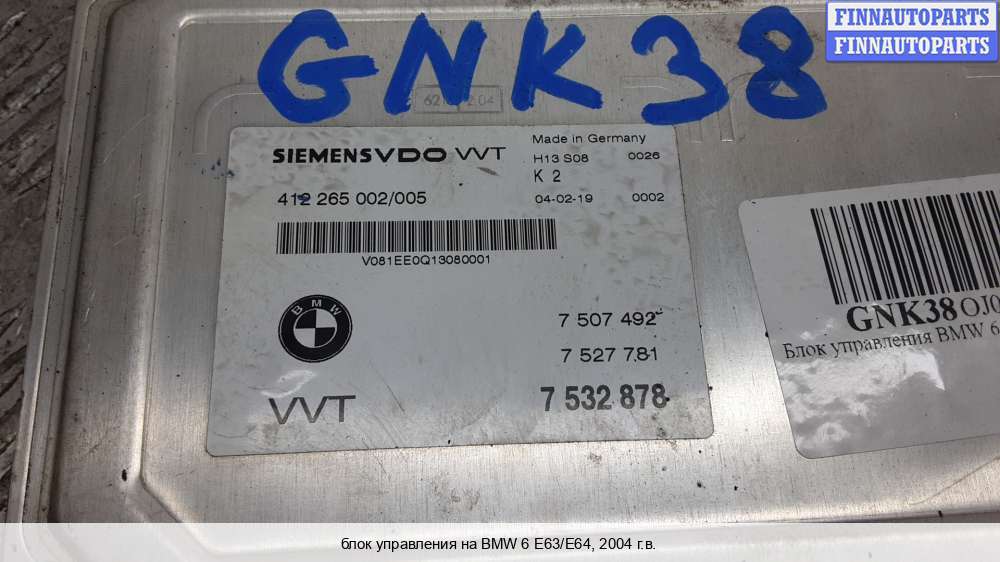 FINNAUTOPARTS
FINNAUTOPARTS
GNK38
SIEMENSVDO VVT
Made in Germany
H13 S08 0026
K 2
412 265 002/005
04-02-19 0002
V081EE0Q13080001
BMW
7 507 492
7 527 781
VVT
7 532 878
GNK38
Блок управления BMW 6
блок управления на BMW 6 E63/E64, 2004 г.в.